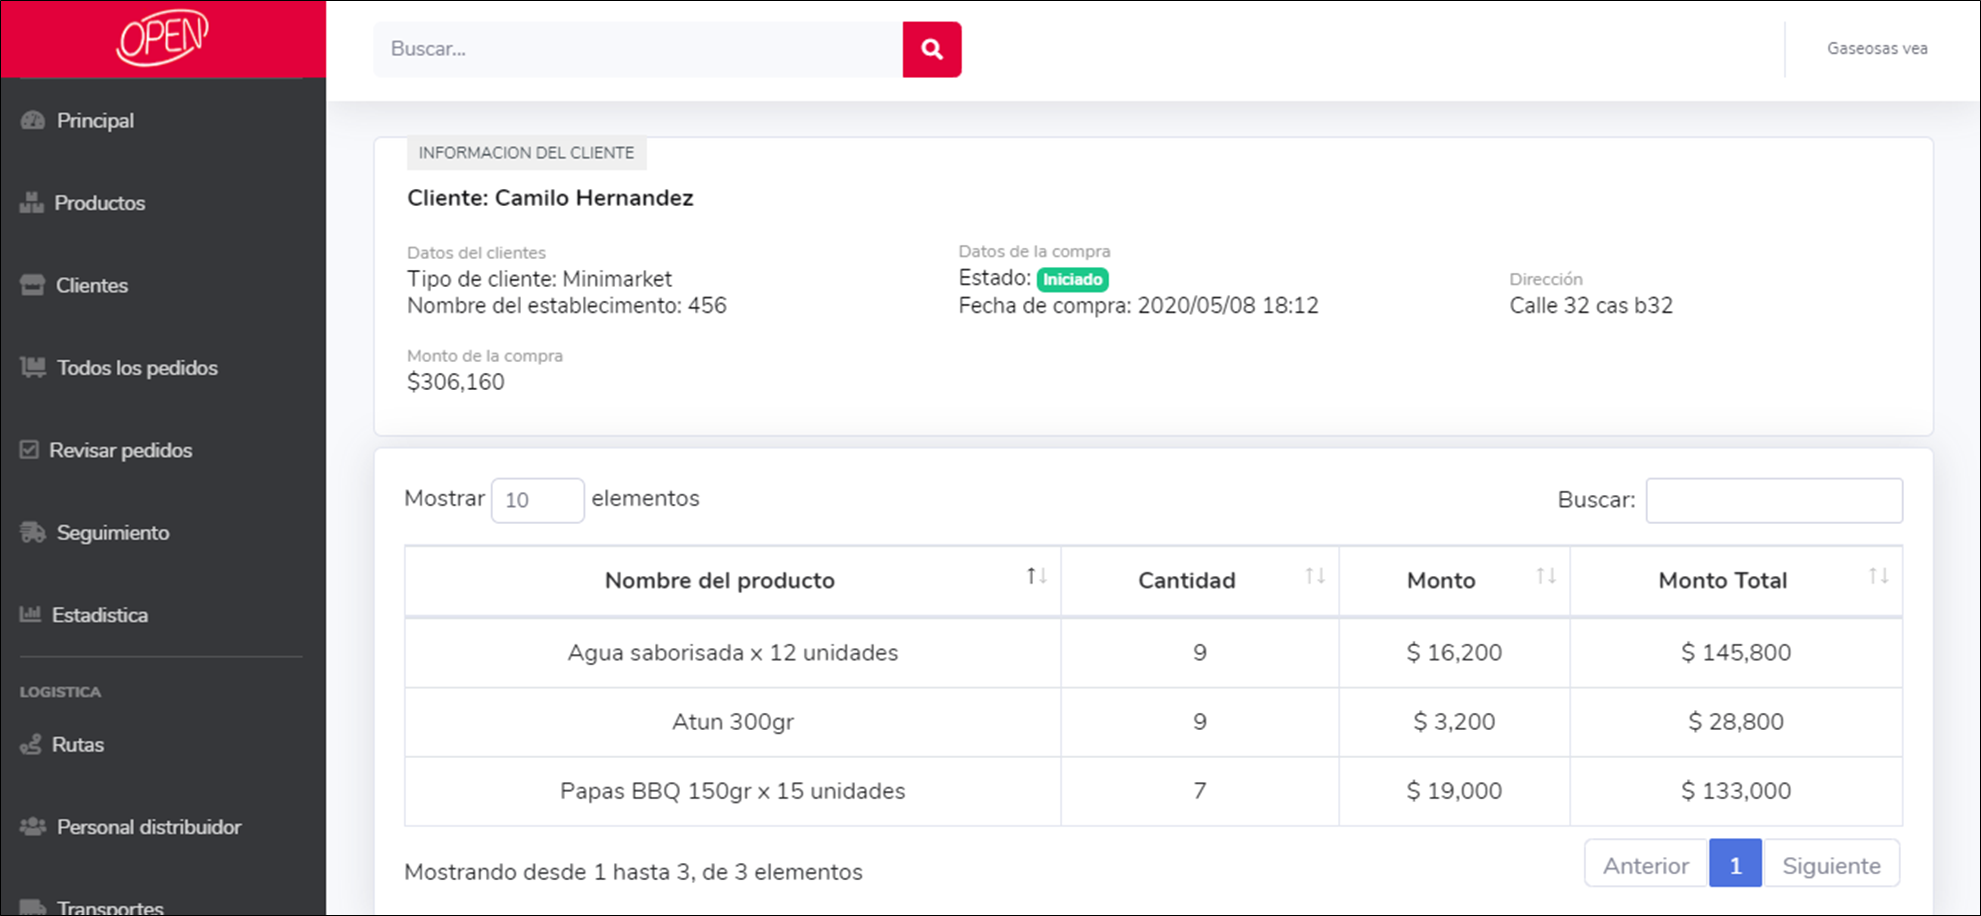 OPEN
Buscar...
Gaseosas vea
Principal
Productos
Clientes
Todos los pedidos
Revisar pedidos
Seguimiento
Estadistica
LOGISTICA
Rutas
Personal distribuidor
Transportes
INFORMACION DEL CLIENTE
Cliente: Camilo Hernandez
Datos del clientes
Tipo de cliente: Minimarket
Nombre del establecimento: 456
Datos de la compra
Estado: Iniciado
Fecha de compra: 2020/05/08 18:12
Dirección
Calle 32 cas b32
Monto de la compra
$306,160
Mostrar 10 elementos
Buscar:
Nombre del producto Cantidad Monto Monto Total
Agua saborisada x 12 unidades 9 $ 16,200 $ 145,800
Atun 300gr 9 $ 3,200 $ 28,800
Papas BBQ 150gr x 15 unidades 7 $ 19,000 $ 133,000
Mostrando desde 1 hasta 3, de 3 elementos
Anterior 1 Siguiente